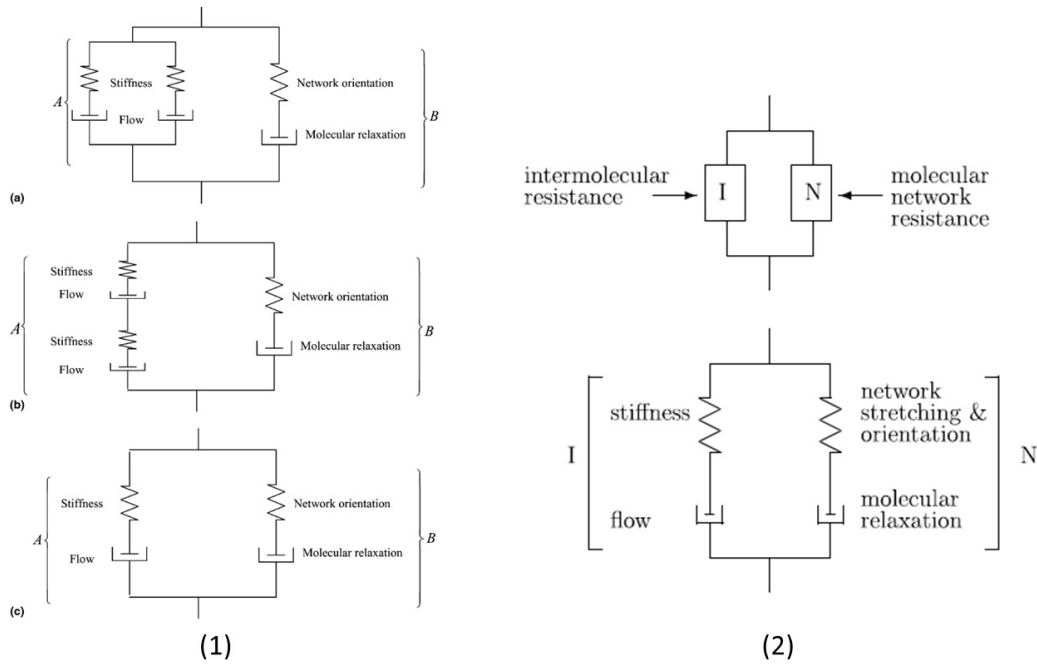 A
Stiffness
Flow
Network orientation
Molecular relaxation
B
(a)
A
Stiffness
Flow
Stiffness
Flow
Network orientation
Molecular relaxation
B
(b)
A
Stiffness
Flow
Network orientation
Molecular relaxation
B
(c)
(1)
intermolecular
resistance
I
N
molecular
network
resistance
I
stiffness
flow
network
stretching &
orientation
molecular
relaxation
N
(2)